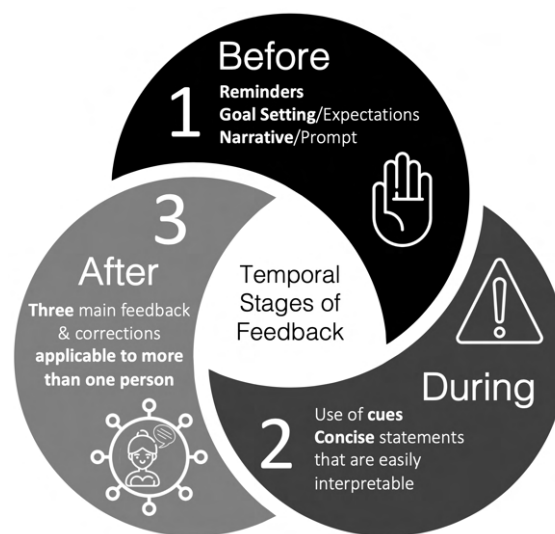 Before
1
Reminders
Goal Setting/Expectations
Narrative/Prompt
Temporal
Stages of
Feedback
During
2
Use of cues
Concise statements
that are easily
interpretable
3
After
Three main feedback
& corrections
applicable to more
than one person